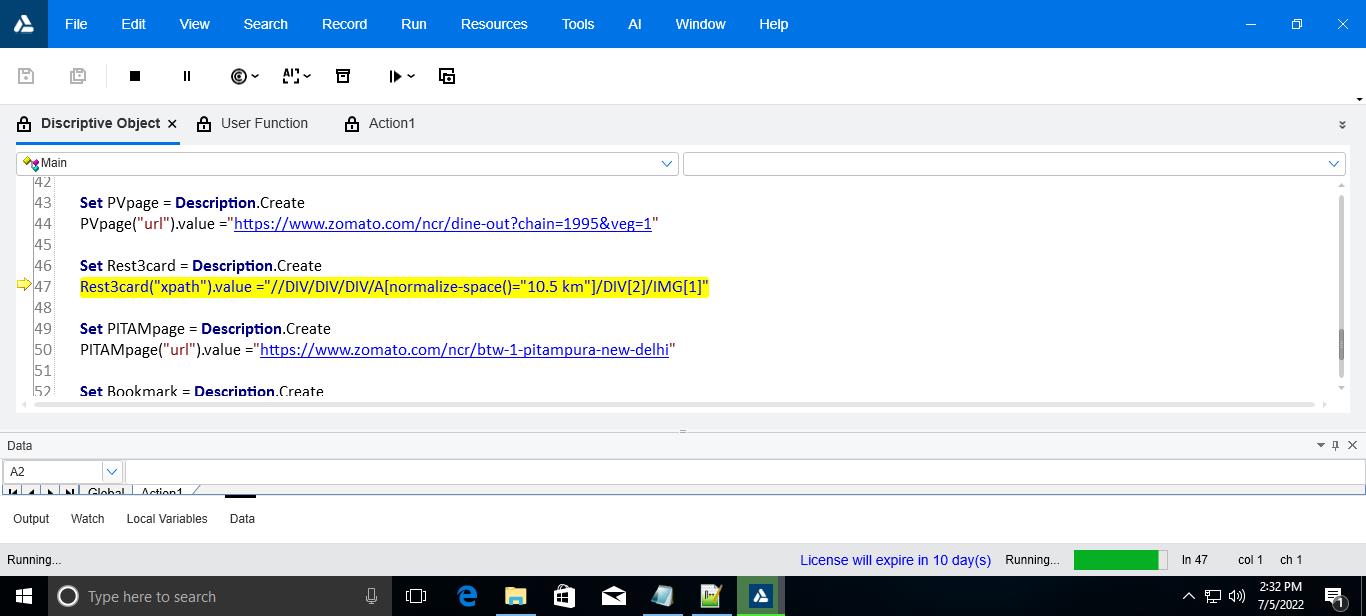 File Edit View Search Record Run Resources Tools AI Window Help
Discriptive Object User Function Action1
Main
42
43 Set PVpage = Description.Create
44 PVpage("url").value ="https://www.zomato.com/ncr/dine-out?chain=1995&veg=1"
45
46 Set Rest3card = Description.Create
47 Rest3card("xpath").value ="//DIV/DIV/DIV/A[normalize-space()="10.5 km"]/DIV[2]/IMG[1]"
48
49 Set PITAMpage = Description.Create
50 PITAMpage("url").value ="https://www.zomato.com/ncr/btw-1-pitampura-new-delhi"
51
52 Set Bookmark = Description.Create
Data
A2
Global Action1
Output Watch Local Variables Data
Running... License will expire in 10 day(s) Running... ln 47 col 1 ch 1
Type here to search
2:32 PM
7/5/2022
1